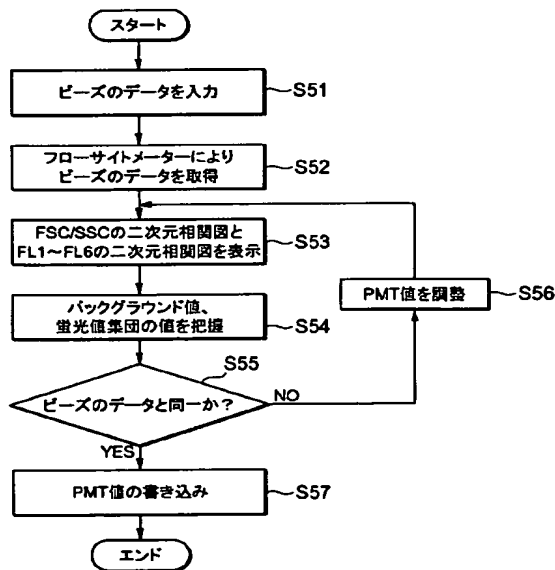 スタート
ビーズのデータを入力
S51
フローサイトメーターにより
ビーズのデータを取得
S52
FSC/SSCの二次元相関図と
FL1～FL6の二次元相関図を表示
S53
PMT値を調整
S56
バックグラウンド値、
蛍光値集団の値を把握
S54
S55
ビーズのデータと同一か？
NO
YES
PMT値の書き込み
S57
エンド